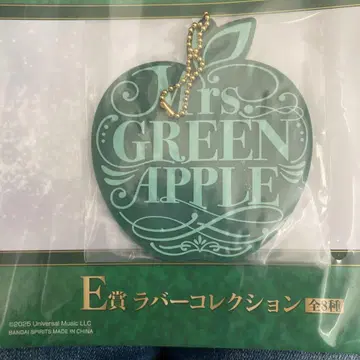 Mrs.
GREEN
APPLE
E賞 ラバーコレクション 全8種
©2025 Universal Music LLC
BANDAI SPIRITS MADE IN CHINA